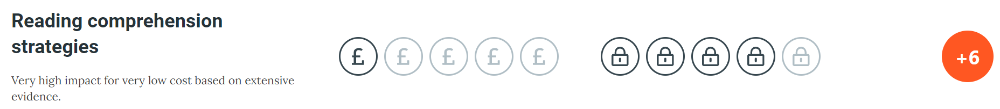 Reading comprehension
strategies
Very high impact for very low cost based on extensive
evidence.
£ £ £ £ £
+6